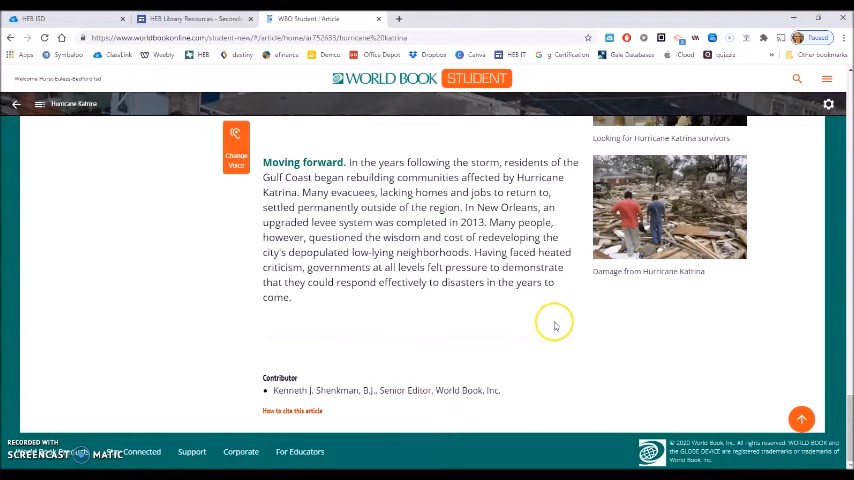 HEB ISD
HEB Library Resources - Seconda
WBO Student | Article
https://www.worldbookonline.com/student-new/#/article/home/ar752633/hurricane%20katrina
Paused
Apps
Symbaloo
ClassLink
Weebly
HEB
destiny
efinance
Demco
Office Depot
Dropbox
Canva
HEB IT
g Certification
Gale Databases
iCloud
quizziz
Other bookmarks
Welcome Hurst-Euless-Bedford Isd
WORLD BOOK STUDENT
Hurricane Katrina
Change
Voice
Moving forward. In the years following the storm, residents of the
Gulf Coast began rebuilding communities affected by Hurricane
Katrina. Many evacuees, lacking homes and jobs to return to,
settled permanently outside of the region. In New Orleans, an
upgraded levee system was completed in 2013. Many people,
however, questioned the wisdom and cost of redeveloping the
city's depopulated low-lying neighborhoods. Having faced heated
criticism, governments at all levels felt pressure to demonstrate
that they could respond effectively to disasters in the years to
come.
Looking for Hurricane Katrina survivors
Damage from Hurricane Katrina
Contributor
• Kenneth J. Shenkman, B.J., Senior Editor, World Book, Inc.
How to cite this article
RECORDED WITH
SCREENCAST MATIC
World Book Products
Stay Connected
Support
Corporate
For Educators
© 2020 World Book, Inc. All rights reserved. WORLD BOOK and
the GLOBE DEVICE are registered trademarks or trademarks of
World Book, Inc.